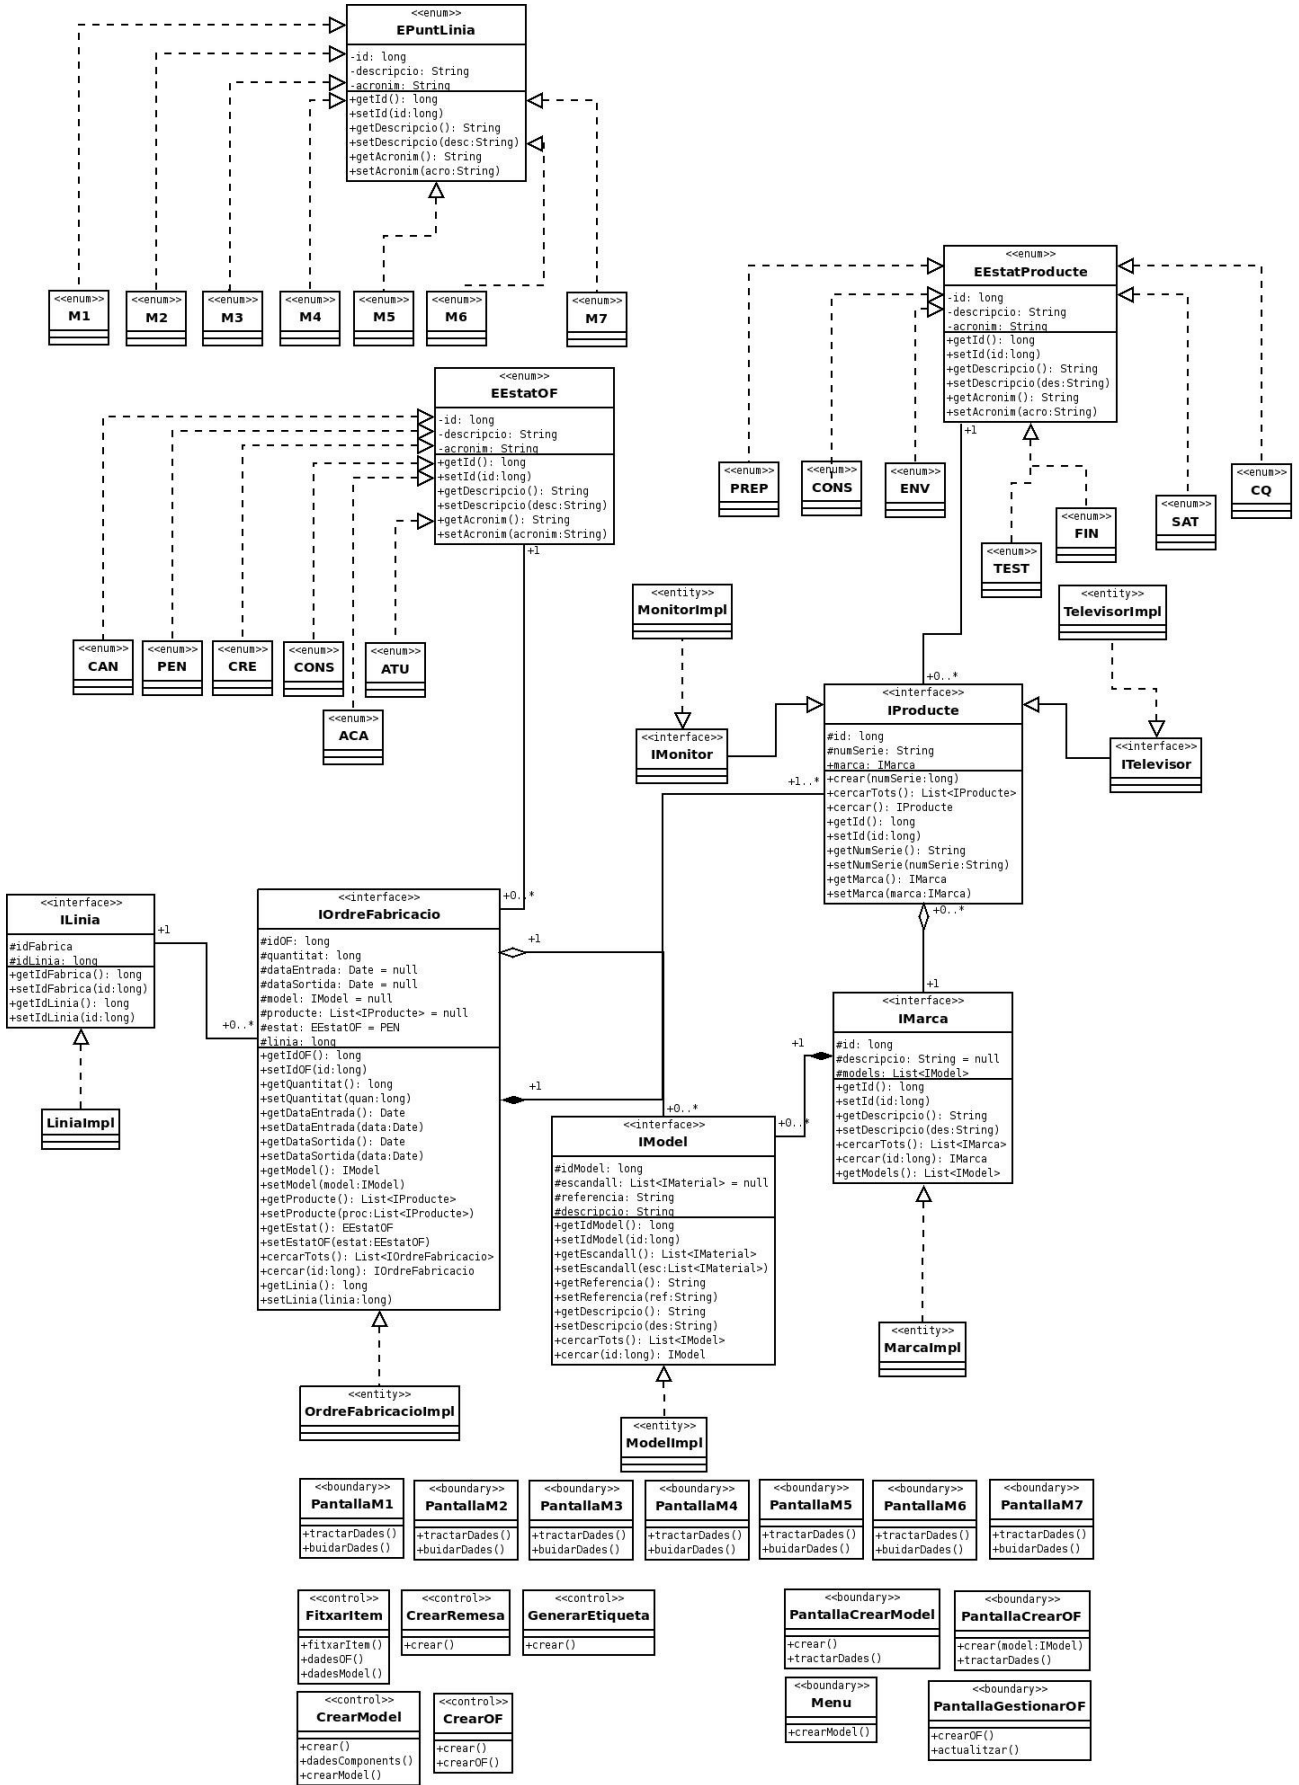 <<enum>>
EPuntLinia
-id: long
-descripcio: String
-acronim: String
+getId(): long
+setId(id:long)
+getDescripcio(): String
+setDescripcio(desc:String)
+getAcronim(): String
+setAcronim(acro:String)
<<enum>>
M1
<<enum>>
M2
<<enum>>
M3
<<enum>>
M4
<<enum>>
M5
<<enum>>
M6
<<enum>>
M7
<<enum>>
EEstatProducte
-id: long
-descripcio: String
-acronim: String
+getId(): long
+setId(id:long)
+getDescripcio(): String
+setDescripcio(des:String)
+getAcronim(): String
+setAcronim(acro:String)
+1
<<enum>>
EEstatOF
-id: long
-descripcio: String
-acronim: String
+getId(): long
+setId(id:long)
+getDescripcio(): String
+setDescripcio(desc:String)
+getAcronim(): String
+setAcronim(acronim:String)
+1
<<enum>>
PREP
<<enum>>
CONS
<<enum>>
ENV
<<enum>>
TEST
<<enum>>
FIN
<<enum>>
SAT
<<enum>>
CQ
<<enum>>
CAN
<<enum>>
PEN
<<enum>>
CRE
<<enum>>
CONS
<<enum>>
ATU
<<enum>>
ACA
<<entity>>
MonitorImpl
<<entity>>
TelevisorImpl
+0..*
<<interface>>
IProducte
#id: long
#numSerie: String
+marca: IMarca
+crear(numSerie:long)
+cercarTots(): List<IProducte>
+cercar(): IProducte
+getId(): long
+setId(id:long)
+getNumSerie(): String
+setNumSerie(numSerie:String)
+getMarca(): IMarca
+setMarca(marca:IMarca)
<<interface>>
IMonitor
<<interface>>
ITelevisor
+1..*
+0..*
+1
<<interface>>
ILinia
#idFabrica
#idLinia: long
+getIdFabrica(): long
+setIdFabrica(id:long)
+getIdLinia(): long
+setIdLinia(id:long)
+1
+0..*
LiniaImpl
<<interface>>
IOrdreFabricacio
#idOF: long
#quantitat: long
#dataEntrada: Date = null
#dataSortida: Date = null
#model: IModel = null
#producte: List<IProducte> = null
#estat: EEstatOF = PEN
#linia: long
+getIdOF(): long
+setIdOF(id:long)
+getQuantitat(): long
+setQuantitat(quan:long)
+getDataEntrada(): Date
+setDataEntrada(data:Date)
+getDataSortida(): Date
+setDataSortida(data:Date)
+getModel(): IModel
+setModel(model:IModel)
+getProducte(): List<IProducte>
+setProducte(proc:List<IProducte>)
+getEstat(): EEstatOF
+setEstatOF(estat:EEstatOF)
+cercarTots(): List<IOrdreFabricacio>
+cercar(id:long): IOrdreFabricacio
+getLinia(): long
+setLinia(linia:long)
+0..*
+1
+1
+0..*
<<interface>>
IMarca
#id: long
#descripcio: String = null
#models: List<IModel>
+getId(): long
+setId(id:long)
+getDescripcio(): String
+setDescripcio(des:String)
+cercarTots(): List<IMarca>
+cercar(id:long): IMarca
+getModels(): List<IModel>
+1
+0..*
<<interface>>
IModel
#idModel: long
#escandall: List<IMaterial> = null
#referencia: String
#descripcio: String
+getIdModel(): long
+setIdModel(id:long)
+getEscandall(): List<IMaterial>
+setEscandall(esc:List<IMaterial>)
+getReferencia(): String
+setReferencia(ref:String)
+getDescripcio(): String
+setDescripcio(des:String)
+cercarTots(): List<IModel>
+cercar(id:long): IModel
<<entity>>
MarcaImpl
<<entity>>
OrdreFabricacioImpl
<<entity>>
ModelImpl
<<boundary>>
PantallaM1
+tractarDades()
+buidarDades()
<<boundary>>
PantallaM2
+tractarDades()
+buidarDades()
<<boundary>>
PantallaM3
+tractarDades()
+buidarDades()
<<boundary>>
PantallaM4
+tractarDades()
+buidarDades()
<<boundary>>
PantallaM5
+tractarDades()
+buidarDades()
<<boundary>>
PantallaM6
+tractarDades()
+buidarDades()
<<boundary>>
PantallaM7
+tractarDades()
+buidarDades()
<<control>>
FitxarItem
+fitxarItem()
+dadesOF()
+dadesModel()
<<control>>
CrearRemesa
+crear()
<<control>>
GenerarEtiqueta
+crear()
<<boundary>>
PantallaCrearModel
+crear()
+tractarDades()
<<boundary>>
PantallaCrearOF
+crear(model:IModel)
+tractarDades()
<<control>>
CrearModel
+crear()
+dadesComponents()
+crearModel()
<<control>>
CrearOF
+crear()
+crearOF()
<<boundary>>
Menu
+crearModel()
<<boundary>>
PantallaGestionarOF
+crearOF()
+actualitzar()